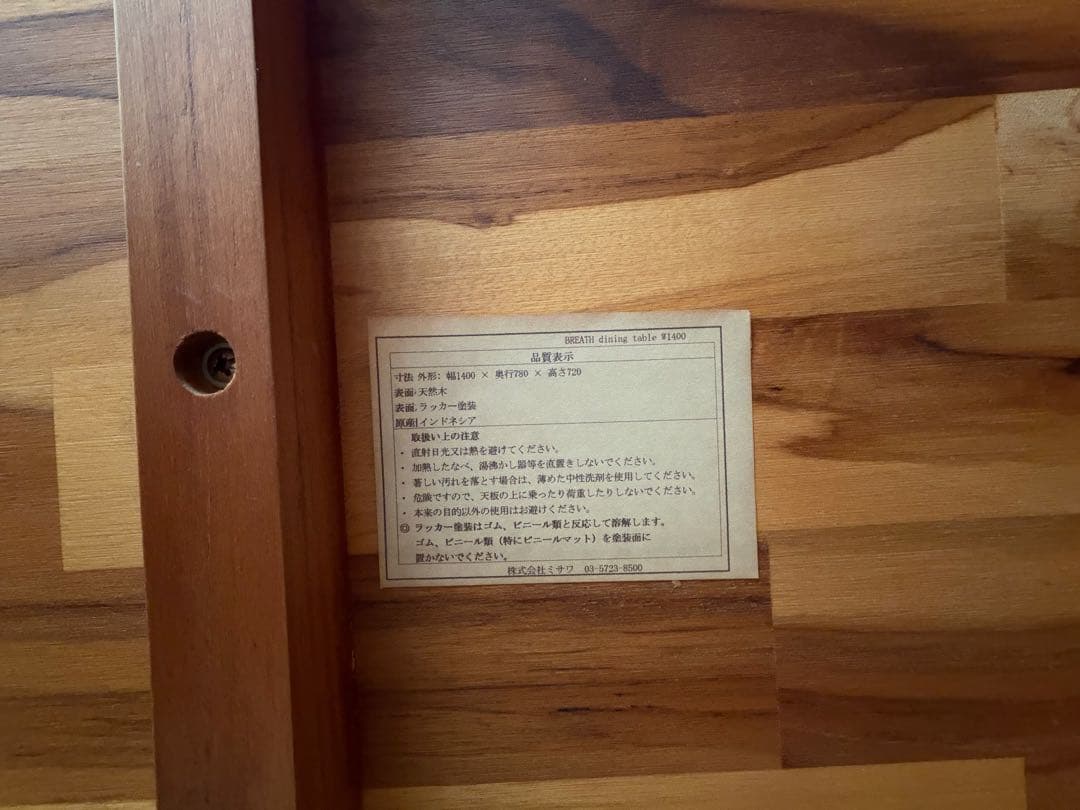 BREATH dining table W1400
品質表示
寸法 外形: 幅1400 × 奥行780 × 高さ720
表面:天然木
表面:ラッカー塗装
原産 インドネシア
取扱い上の注意
・ 直射日光又は熱を避けてください。
・ 加熱したなべ、湯沸かし器等を直置きしないでください。
・ 著しい汚れを落とす場合は、薄めた中性洗剤を使用してください。
・ 危険ですので、天板の上に乗ったり荷重したりしないでください。
・ 本来の目的以外の使用はお避けください。
◎ ラッカー塗装はゴム、ビニール類と反応して溶解します。
ゴム、ビニール類（特にビニールマット）を塗装面に
置かないでください。
株式会社ミサワ 03-5723-8500